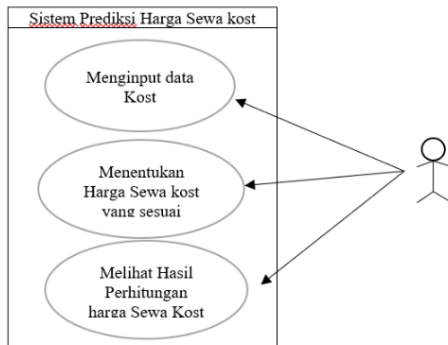 Sistem Prediksi Harga Sewa kost
Menginput data
Kost
Menentukan
Harga Sewa kost
yang sesuai
Melihat Hasil
Perhitungan
harga Sewa Kost